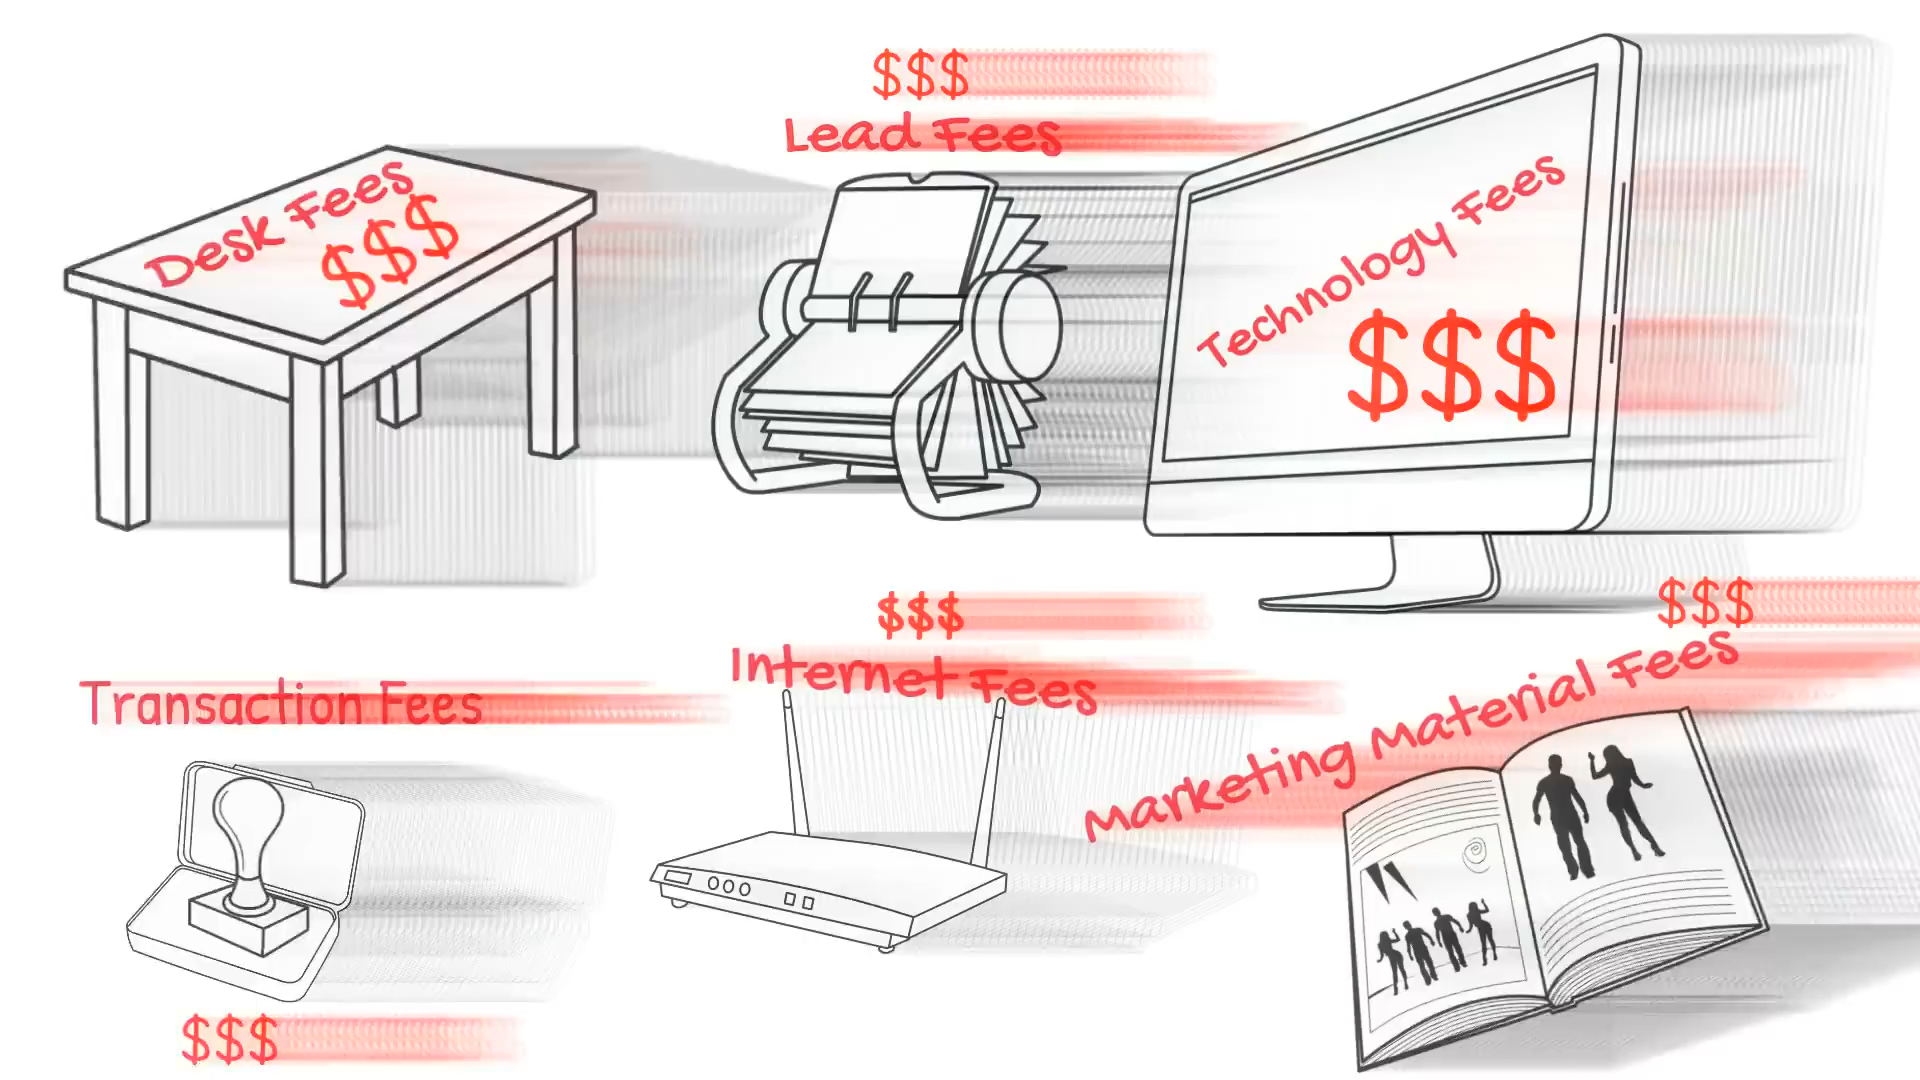 $$$
Lead Fees
Desk Fees
$$$
Technology Fees
$$$
$$$
Internet Fees
$$$
Marketing Material Fees
Transaction Fees
$$$